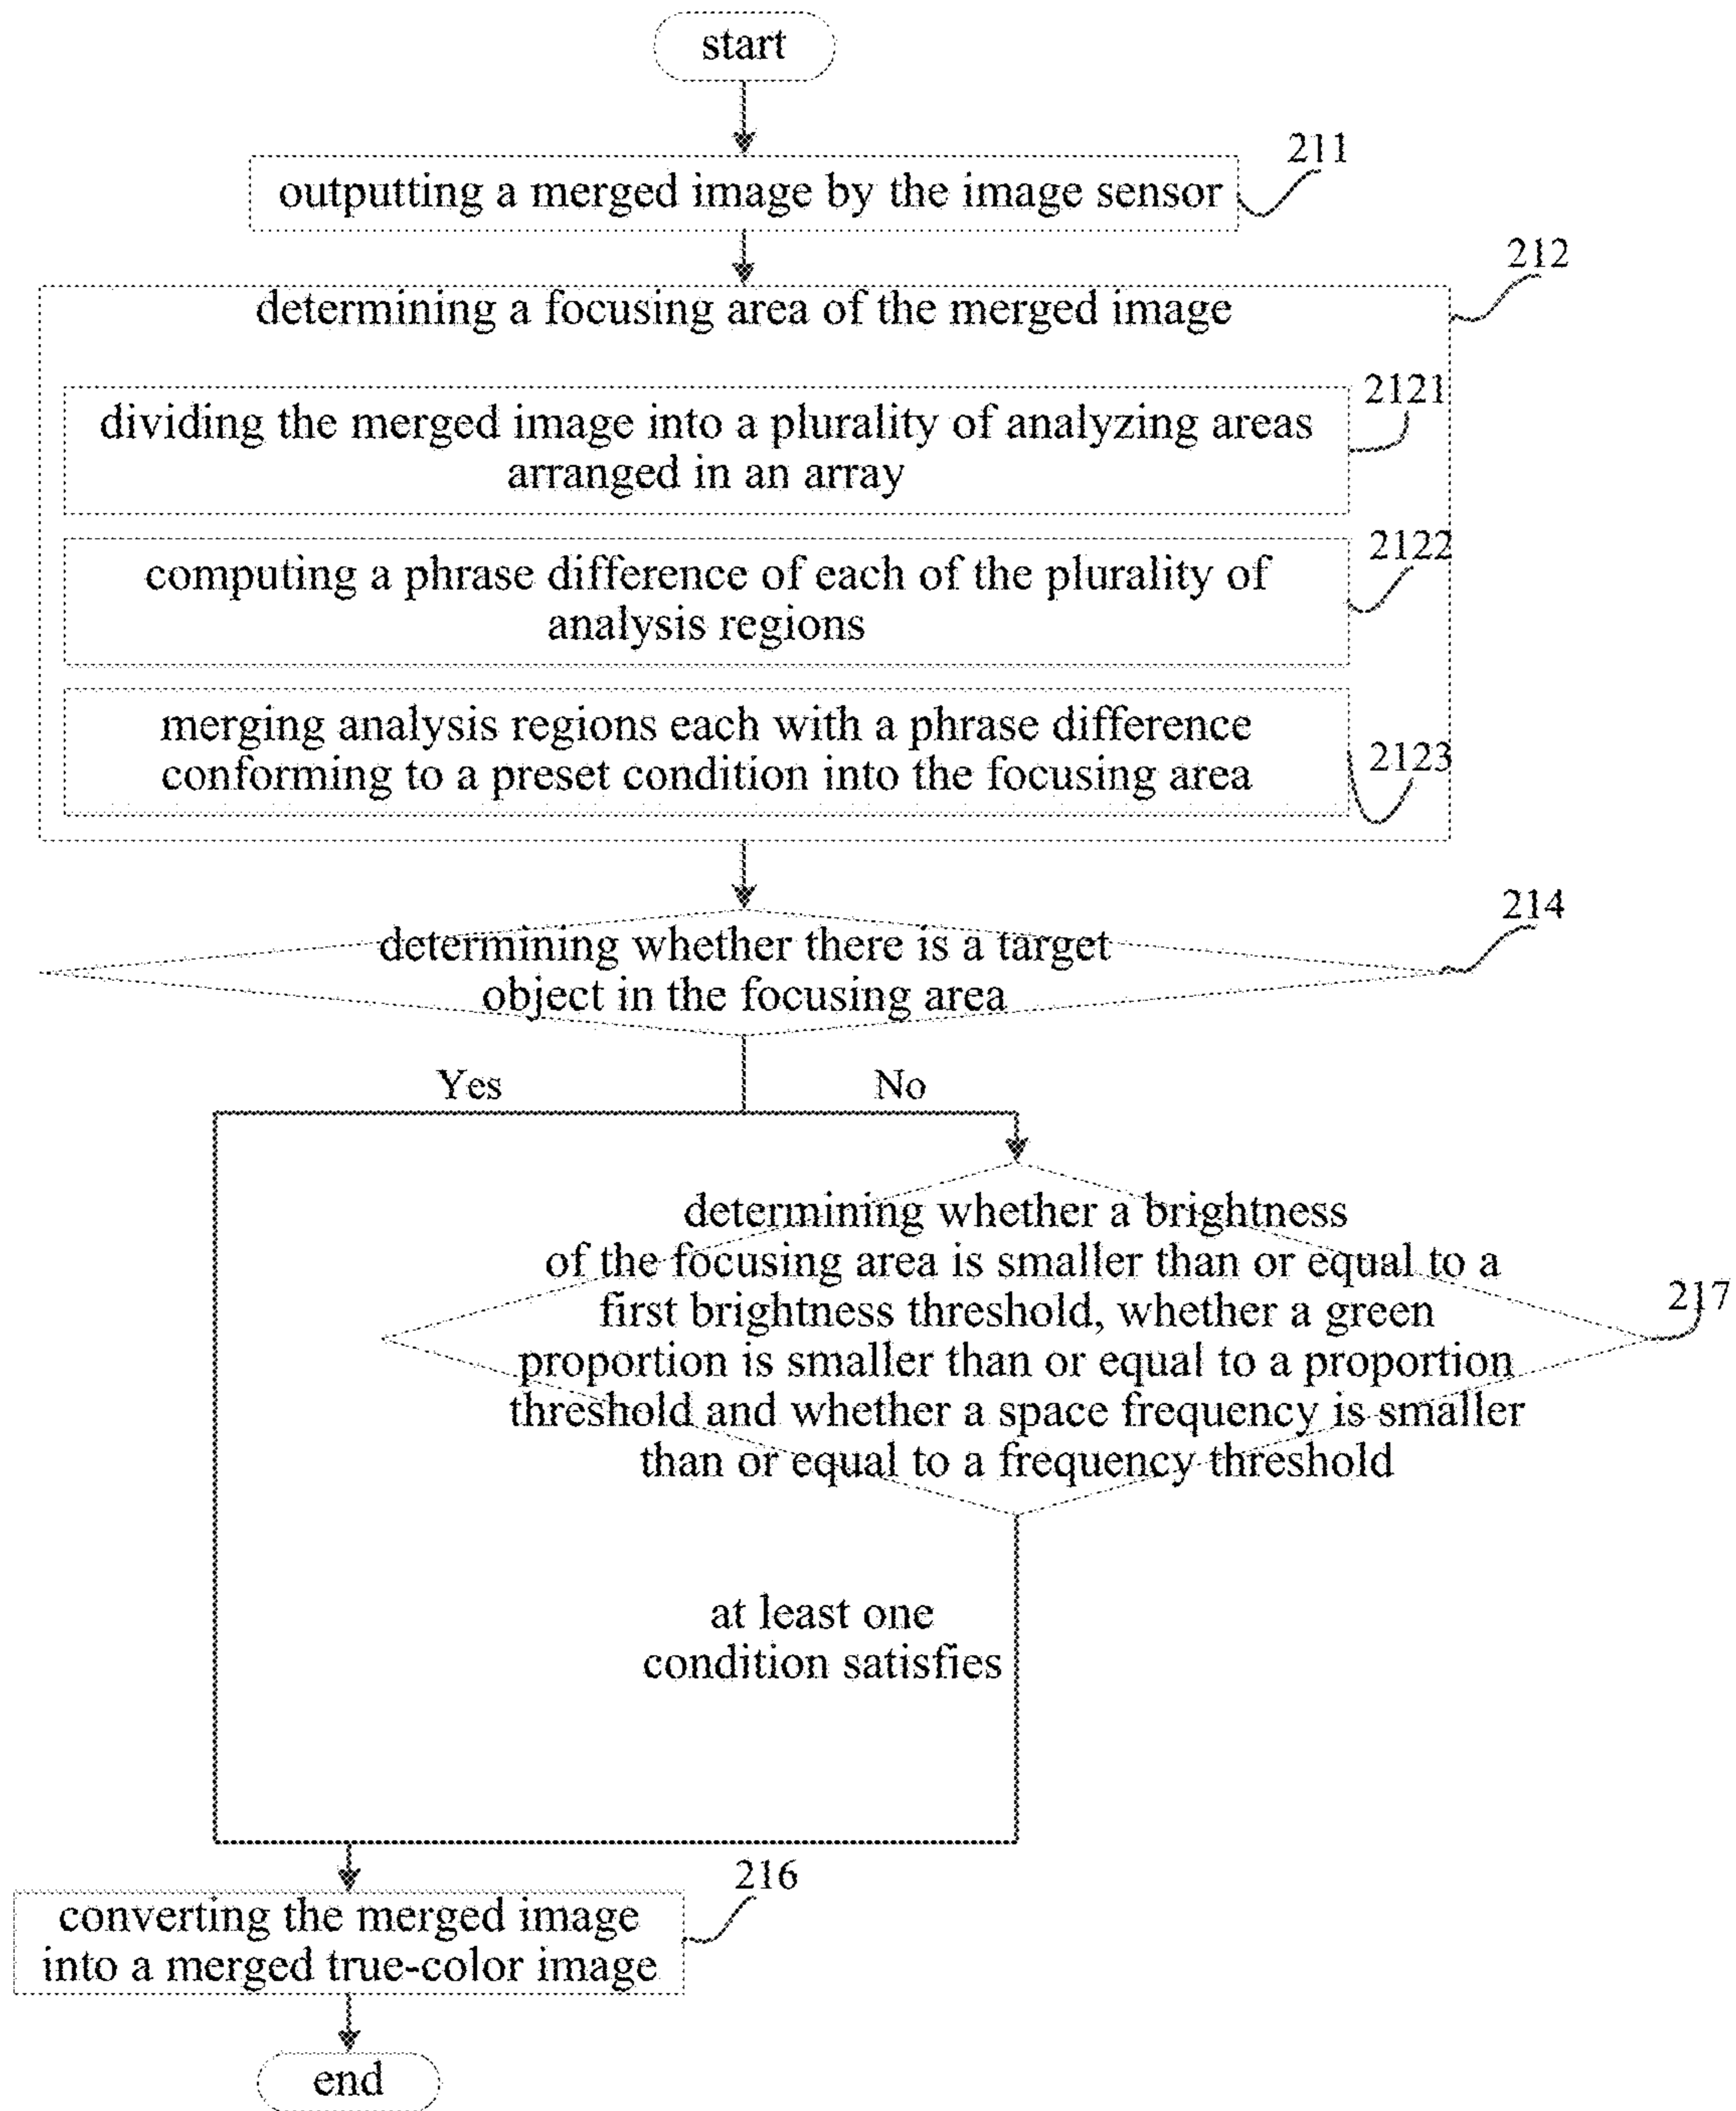 start
211
outputting a merged image by the image sensor
212
determining a focusing area of the merged image
2121
dividing the merged image into a plurality of analyzing areas
arranged in an array
2122
computing a phrase difference of each of the plurality of
analysis regions
merging analysis regions each with a phrase difference
conforming to a preset condition into the focusing area
2123
214
determining whether there is a target
object in the focusing area
Yes
No
determining whether a brightness
of the focusing area is smaller than or equal to a
first brightness threshold, whether a green
proportion is smaller than or equal to a proportion
threshold and whether a space frequency is smaller
than or equal to a frequency threshold
217
at least one
condition satisfies
216
converting the merged image
into a merged true-color image
end